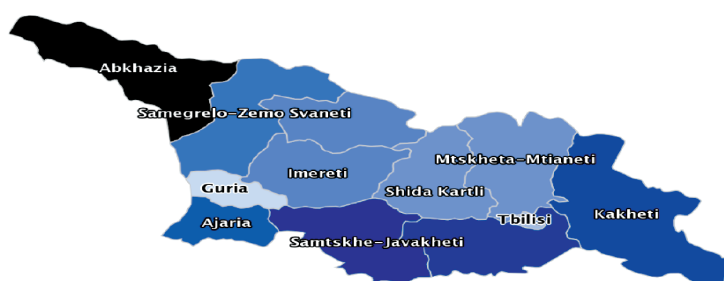 Abkhazia
Samegrelo-Zemo Svaneti
Mtskheta-Mtianeti
Imereti
Guria
Shida Kartli
Kakheti
Tbilisi
Ajaria
Samtskhe-Javakheti